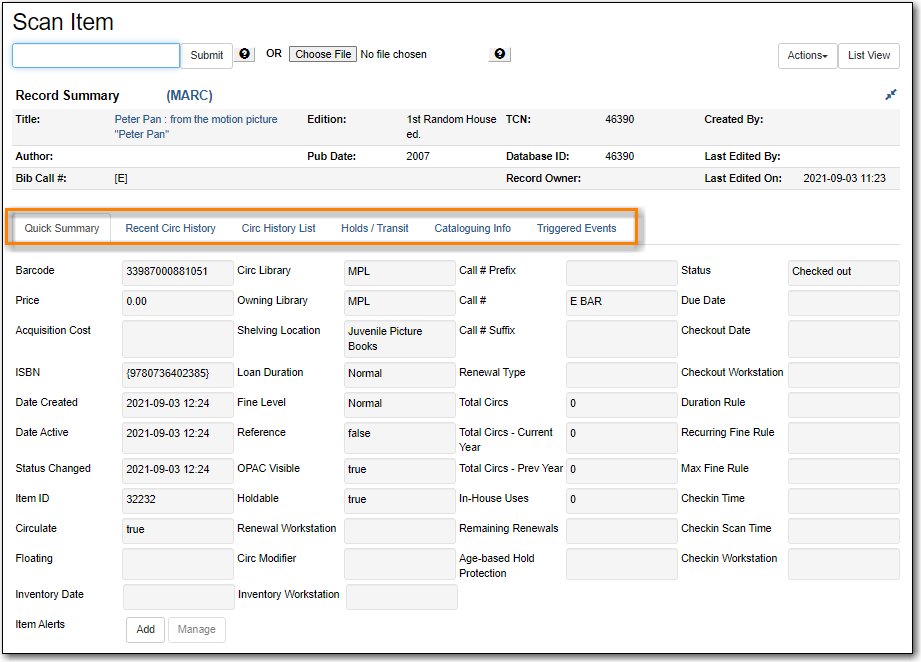 Scan Item
Submit ? OR Choose File No file chosen ? Actions List View
Record Summary (MARC)
Title: Peter Pan : from the motion picture Edition: 1st Random House TCN: 46390 Created By:
"Peter Pan" ed.
Author: Pub Date: 2007 Database ID: 46390 Last Edited By:
Bib Call #: [E] Record Owner: Last Edited On: 2021-09-03 11:23
Quick Summary Recent Circ History Circ History List Holds / Transit Cataloguing Info Triggered Events
Barcode 33987000881051 Circ Library MPL Call # Prefix Status Checked out
Price 0.00 Owning Library MPL Call # E BAR Due Date
Acquisition Cost Shelving Location Juvenile Picture Call # Suffix Checkout Date
Books
ISBN {9780736402385} Loan Duration Normal Renewal Type Checkout Workstation
Date Created 2021-09-03 12:24 Fine Level Normal Total Circs 0 Duration Rule
Date Active 2021-09-03 12:24 Reference false Total Circs - Current 0 Recurring Fine Rule
Year
Status Changed 2021-09-03 12:24 OPAC Visible true Total Circs - Prev Year 0 Max Fine Rule
Item ID 32232 Holdable true In-House Uses 0 Checkin Time
Circulate true Renewal Workstation Remaining Renewals Checkin Scan Time
Floating Circ Modifier Age-based Hold Checkin Workstation
Protection
Inventory Date Inventory Workstation
Item Alerts Add Manage